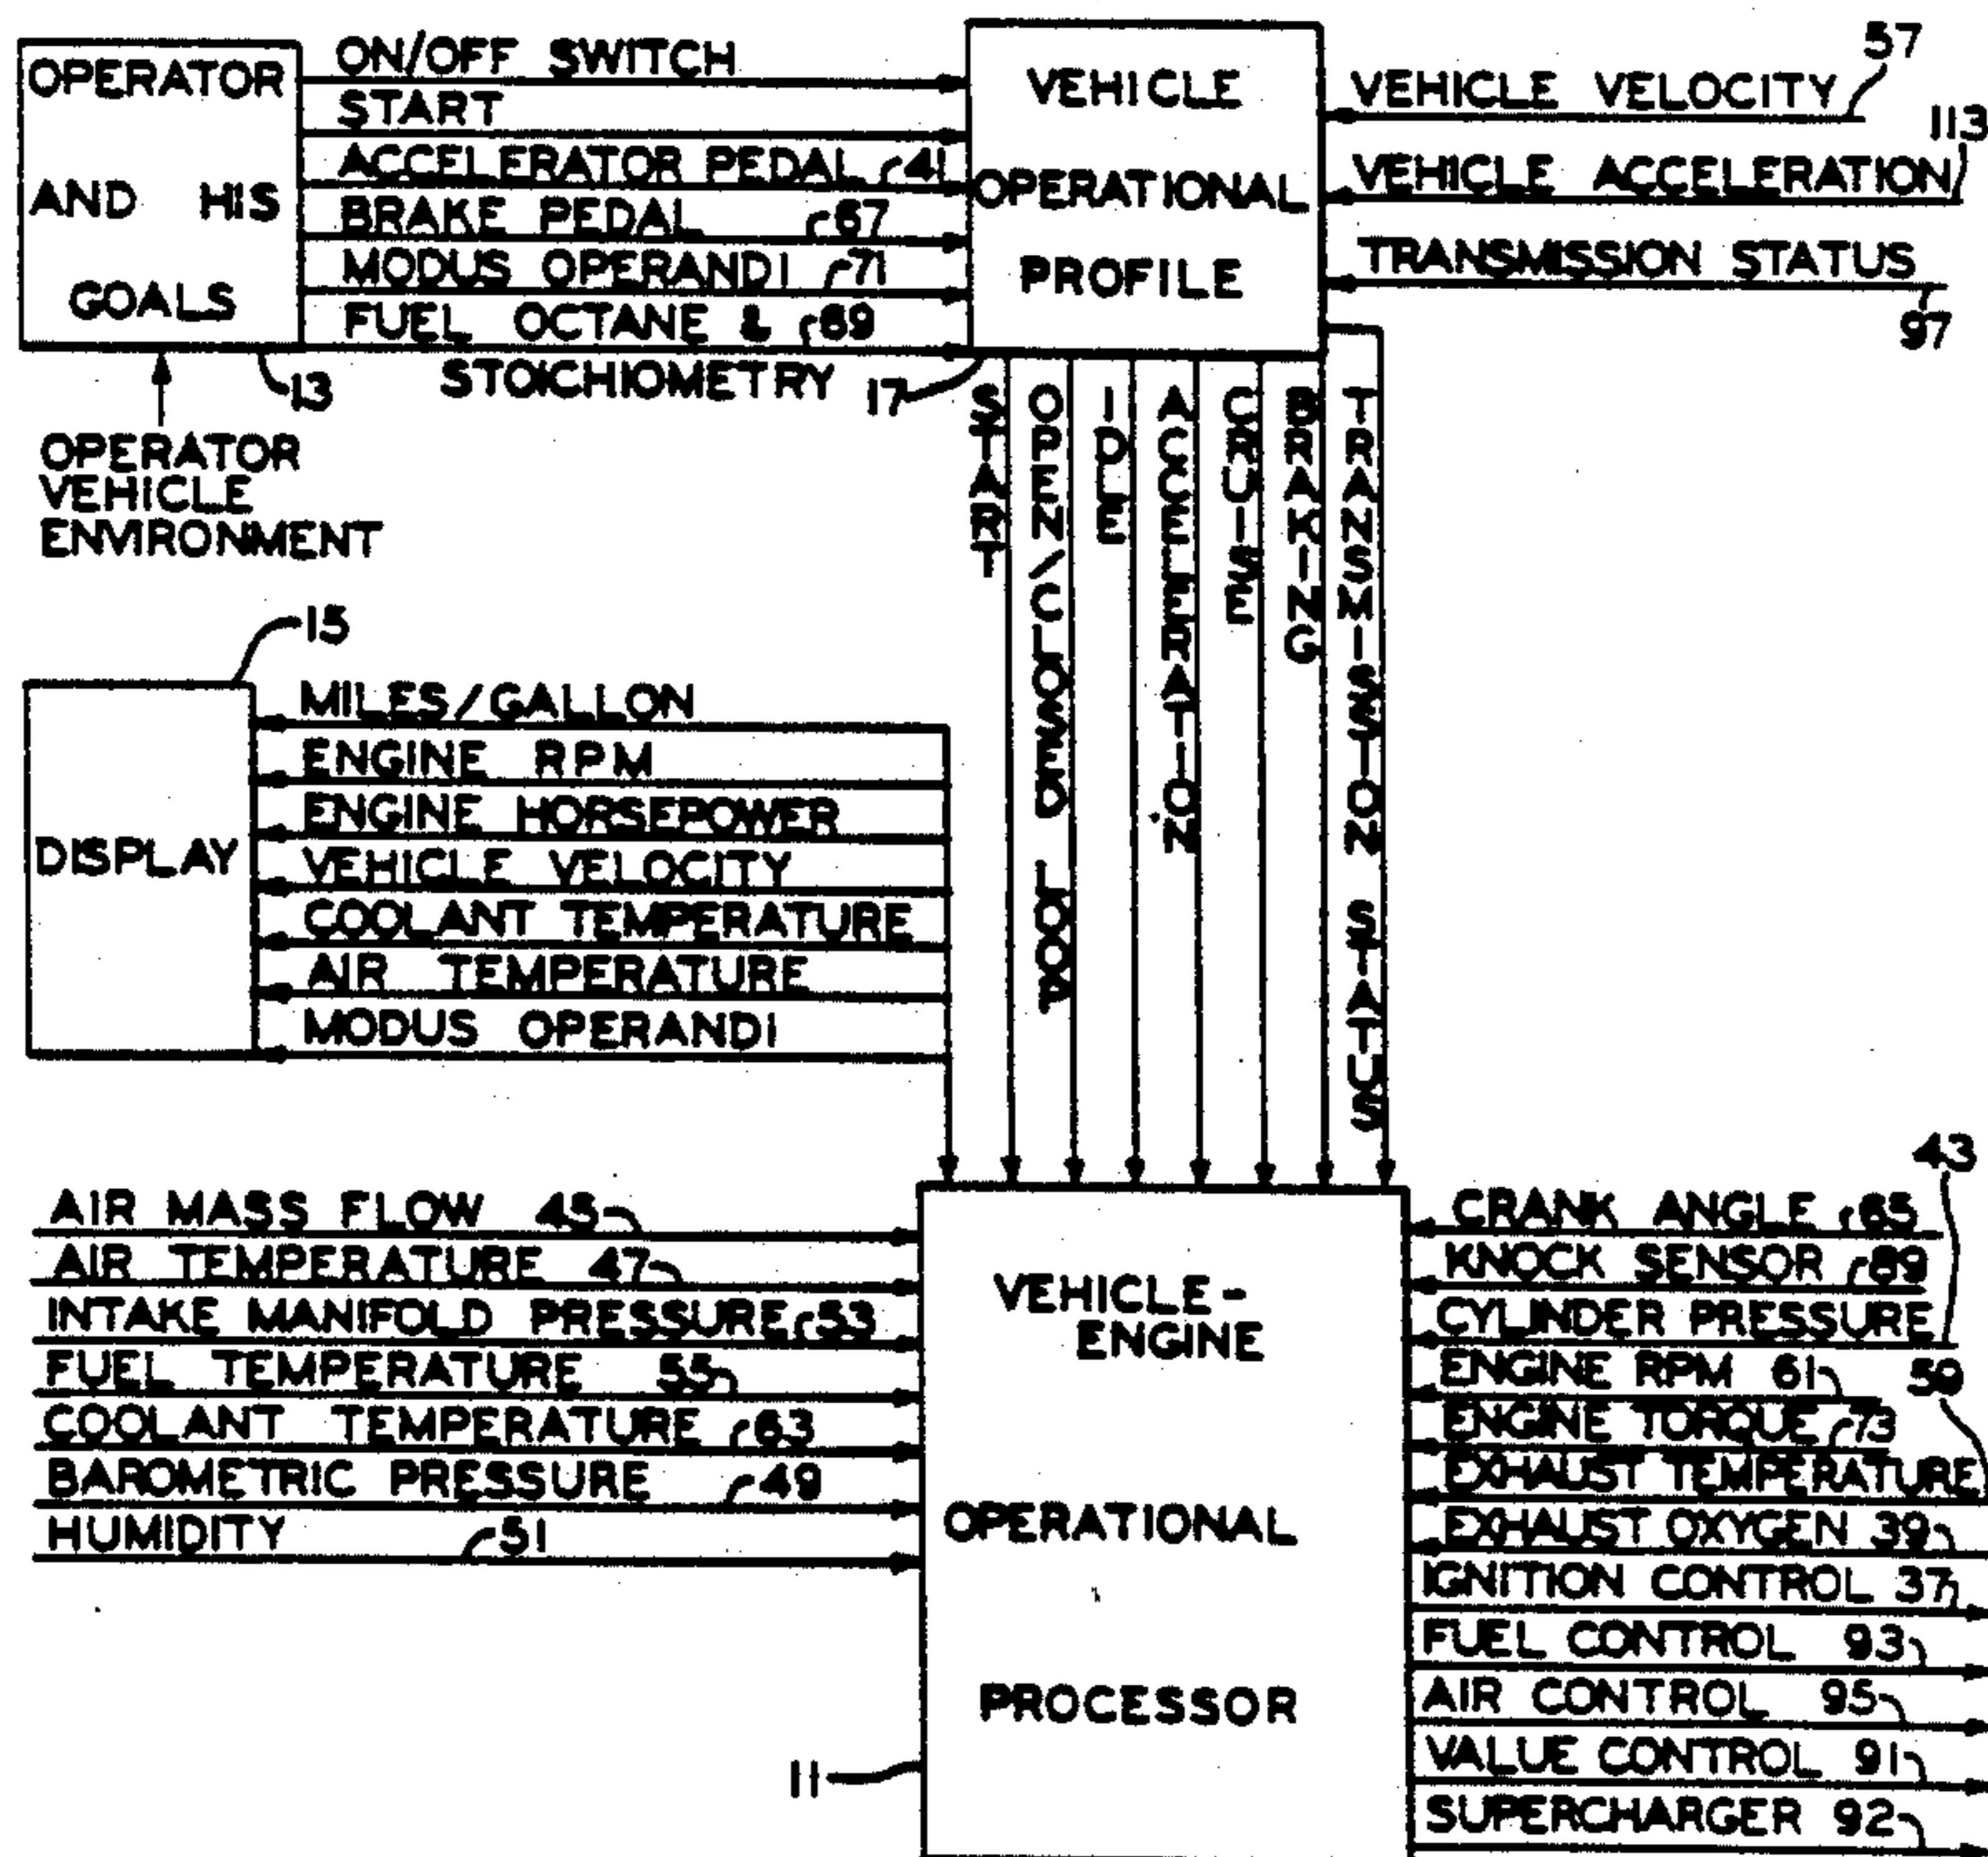 OPERATOR
AND HIS
GOALS
13
OPERATOR
VEHICLE
ENVIRONMENT
ON/OFF SWITCH
START
ACCELERATOR PEDAL 41
BRAKE PEDAL 67
MODUS OPERANDI 71
FUEL OCTANE & 69
STOICHIOMETRY
17
VEHICLE
OPERATIONAL
PROFILE
VEHICLE VELOCITY
57
113
VEHICLE ACCELERATION
TRANSMISSION STATUS
97
START
OPEN/CLOSED LOOP
IDLE
ACCELERATION
CRUISE
BRAKING
TRANSMISSION STATUS
15
DISPLAY
MILES/GALLON
ENGINE RPM
ENGINE HORSEPOWER
VEHICLE VELOCITY
COOLANT TEMPERATURE
AIR TEMPERATURE
MODUS OPERANDI
AIR MASS FLOW 45
AIR TEMPERATURE 47
INTAKE MANIFOLD PRESSURE 53
FUEL TEMPERATURE 55
COOLANT TEMPERATURE 63
BAROMETRIC PRESSURE 49
HUMIDITY 51
VEHICLE-
ENGINE
OPERATIONAL
PROCESSOR
11
43
CRANK ANGLE 65
KNOCK SENSOR 89
CYLINDER PRESSURE
ENGINE RPM 61
59
ENGINE TORQUE 73
EXHAUST TEMPERATURE
EXHAUST OXYGEN 39
IGNITION CONTROL 37
FUEL CONTROL 93
AIR CONTROL 95
VALUE CONTROL 91
SUPERCHARGER 92